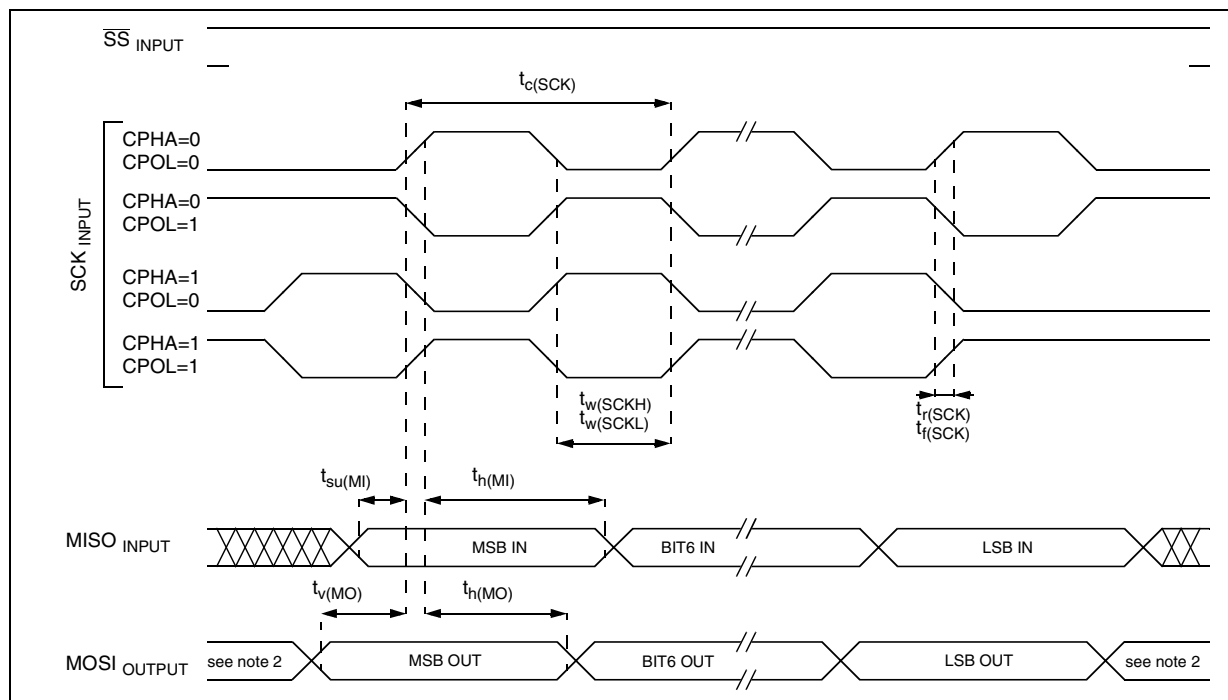 SS INPUT
tc(SCK)
SCK INPUT
CPHA=0
CPOL=0
CPHA=0
CPOL=1
CPHA=1
CPOL=0
CPHA=1
CPOL=1
tw(SCKH)
tw(SCKL)
tr(SCK)
tf(SCK)
tsu(MI)
th(MI)
MISO INPUT
MSB IN
BIT6 IN
LSB IN
tv(MO)
th(MO)
MOSI OUTPUT
see note 2
MSB OUT
BIT6 OUT
LSB OUT
see note 2